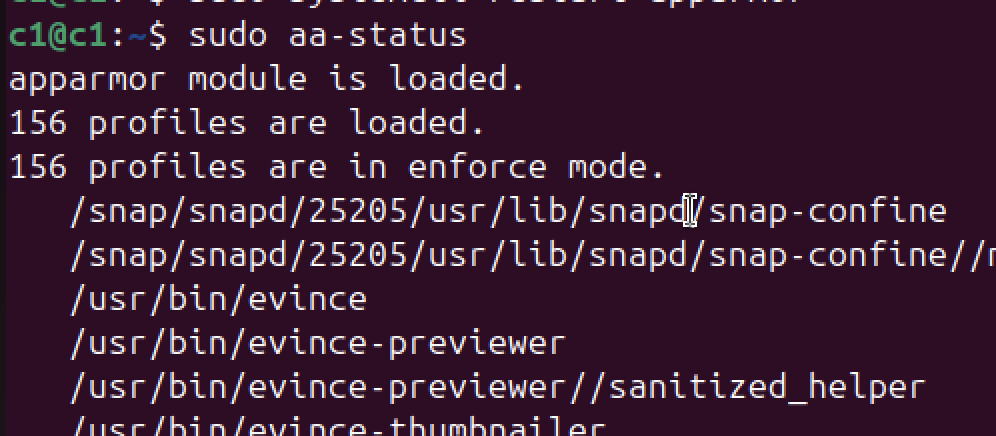 c1@c1:~$ sudo aa-status
apparmor module is loaded.
156 profiles are loaded.
156 profiles are in enforce mode.
/snap/snapd/25205/usr/lib/snapd/snap-confine
/snap/snapd/25205/usr/lib/snapd/snap-confine//
/usr/bin/evince
/usr/bin/evince-previewer
/usr/bin/evince-previewer//sanitized_helper
/usr/bin/evince-thumbnailer